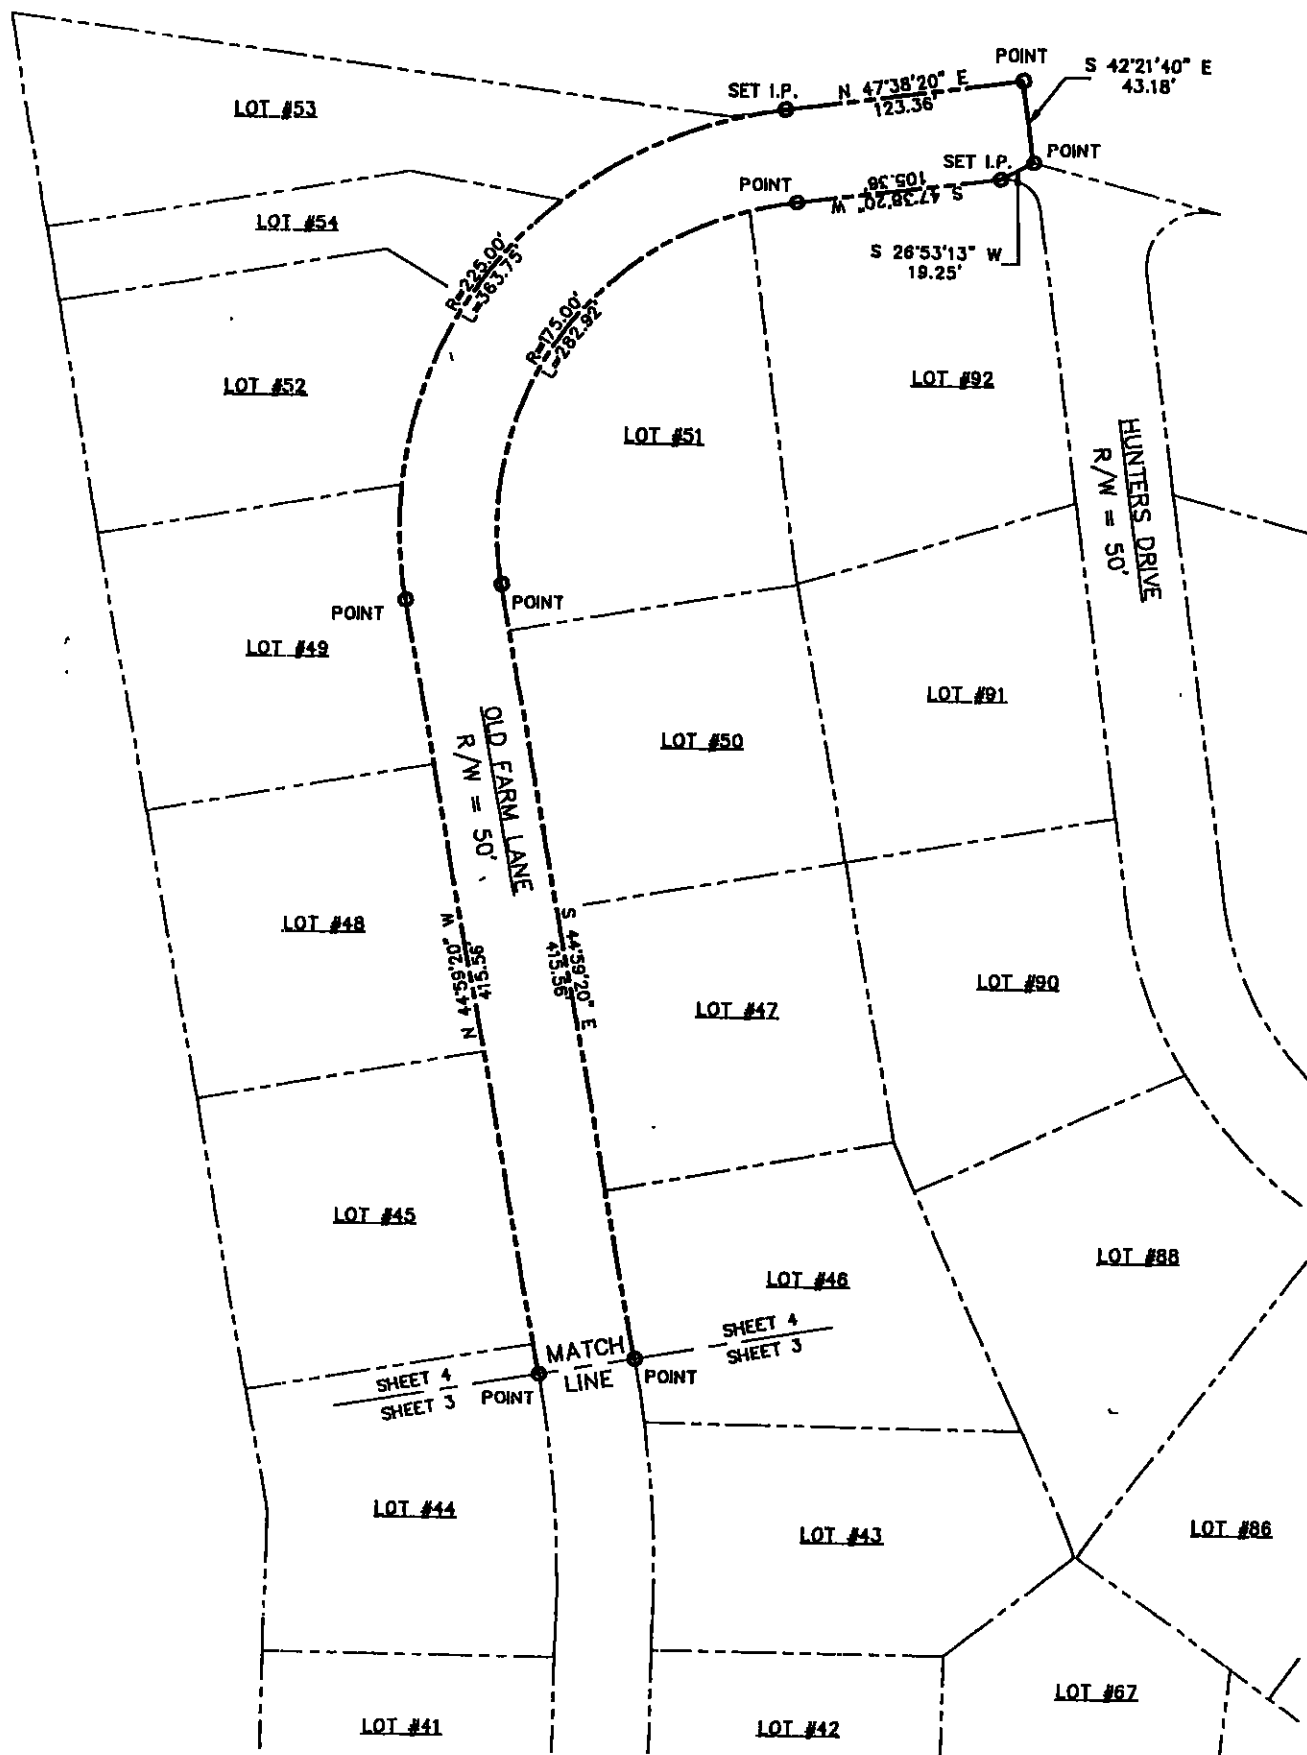 POINT
S 42°21'40" E
43.18'
SET I.P.
N 47°38'20" E
123.36'
LOT #53
POINT
SET I.P.
POINT
S 47°38'20" W
105.36'
LOT #54
S 26°53'13" W
19.25'
R=225.00'
L=363.75'
R=175.00'
L=282.92'
LOT #52
LOT #92
LOT #51
HUNTERS DRIVE
R/W = 50'
POINT
POINT
LOT #49
LOT #91
OLD FARM LANE
R/W = 50'
LOT #50
LOT #48
N 44°59'20" W
415.56'
S 44°59'20" E
415.56'
LOT #90
LOT #47
LOT #45
LOT #88
LOT #46
SHEET 4
SHEET 3
MATCH
LINE
SHEET 4
SHEET 3
POINT
POINT
LOT #44
LOT #43
LOT #86
LOT #67
LOT #41
LOT #42